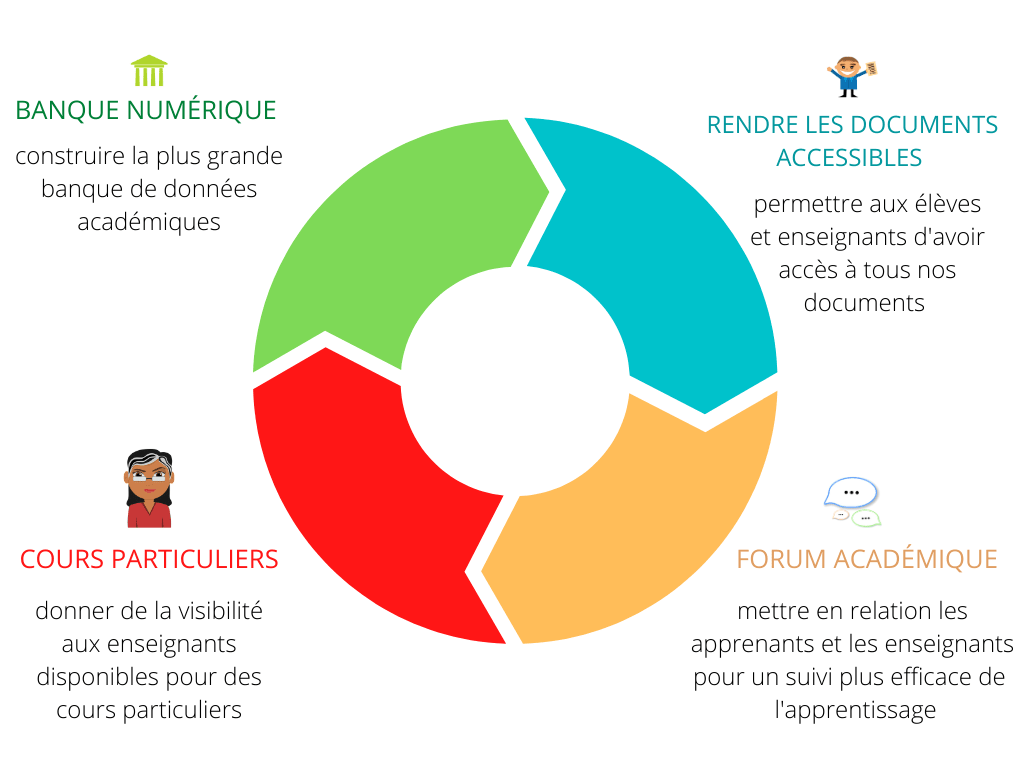 BANQUE NUMÉRIQUE
construire la plus grande
banque de données
académiques
RENDRE LES DOCUMENTS
ACCESSIBLES
permettre aux élèves
et enseignants d'avoir
accès à tous nos
documents
COURS PARTICULIERS
donner de la visibilité
aux enseignants
disponibles pour des
cours particuliers
FORUM ACADÉMIQUE
mettre en relation les
apprenants et les enseignants
pour un suivi plus efficace de
l'apprentissage